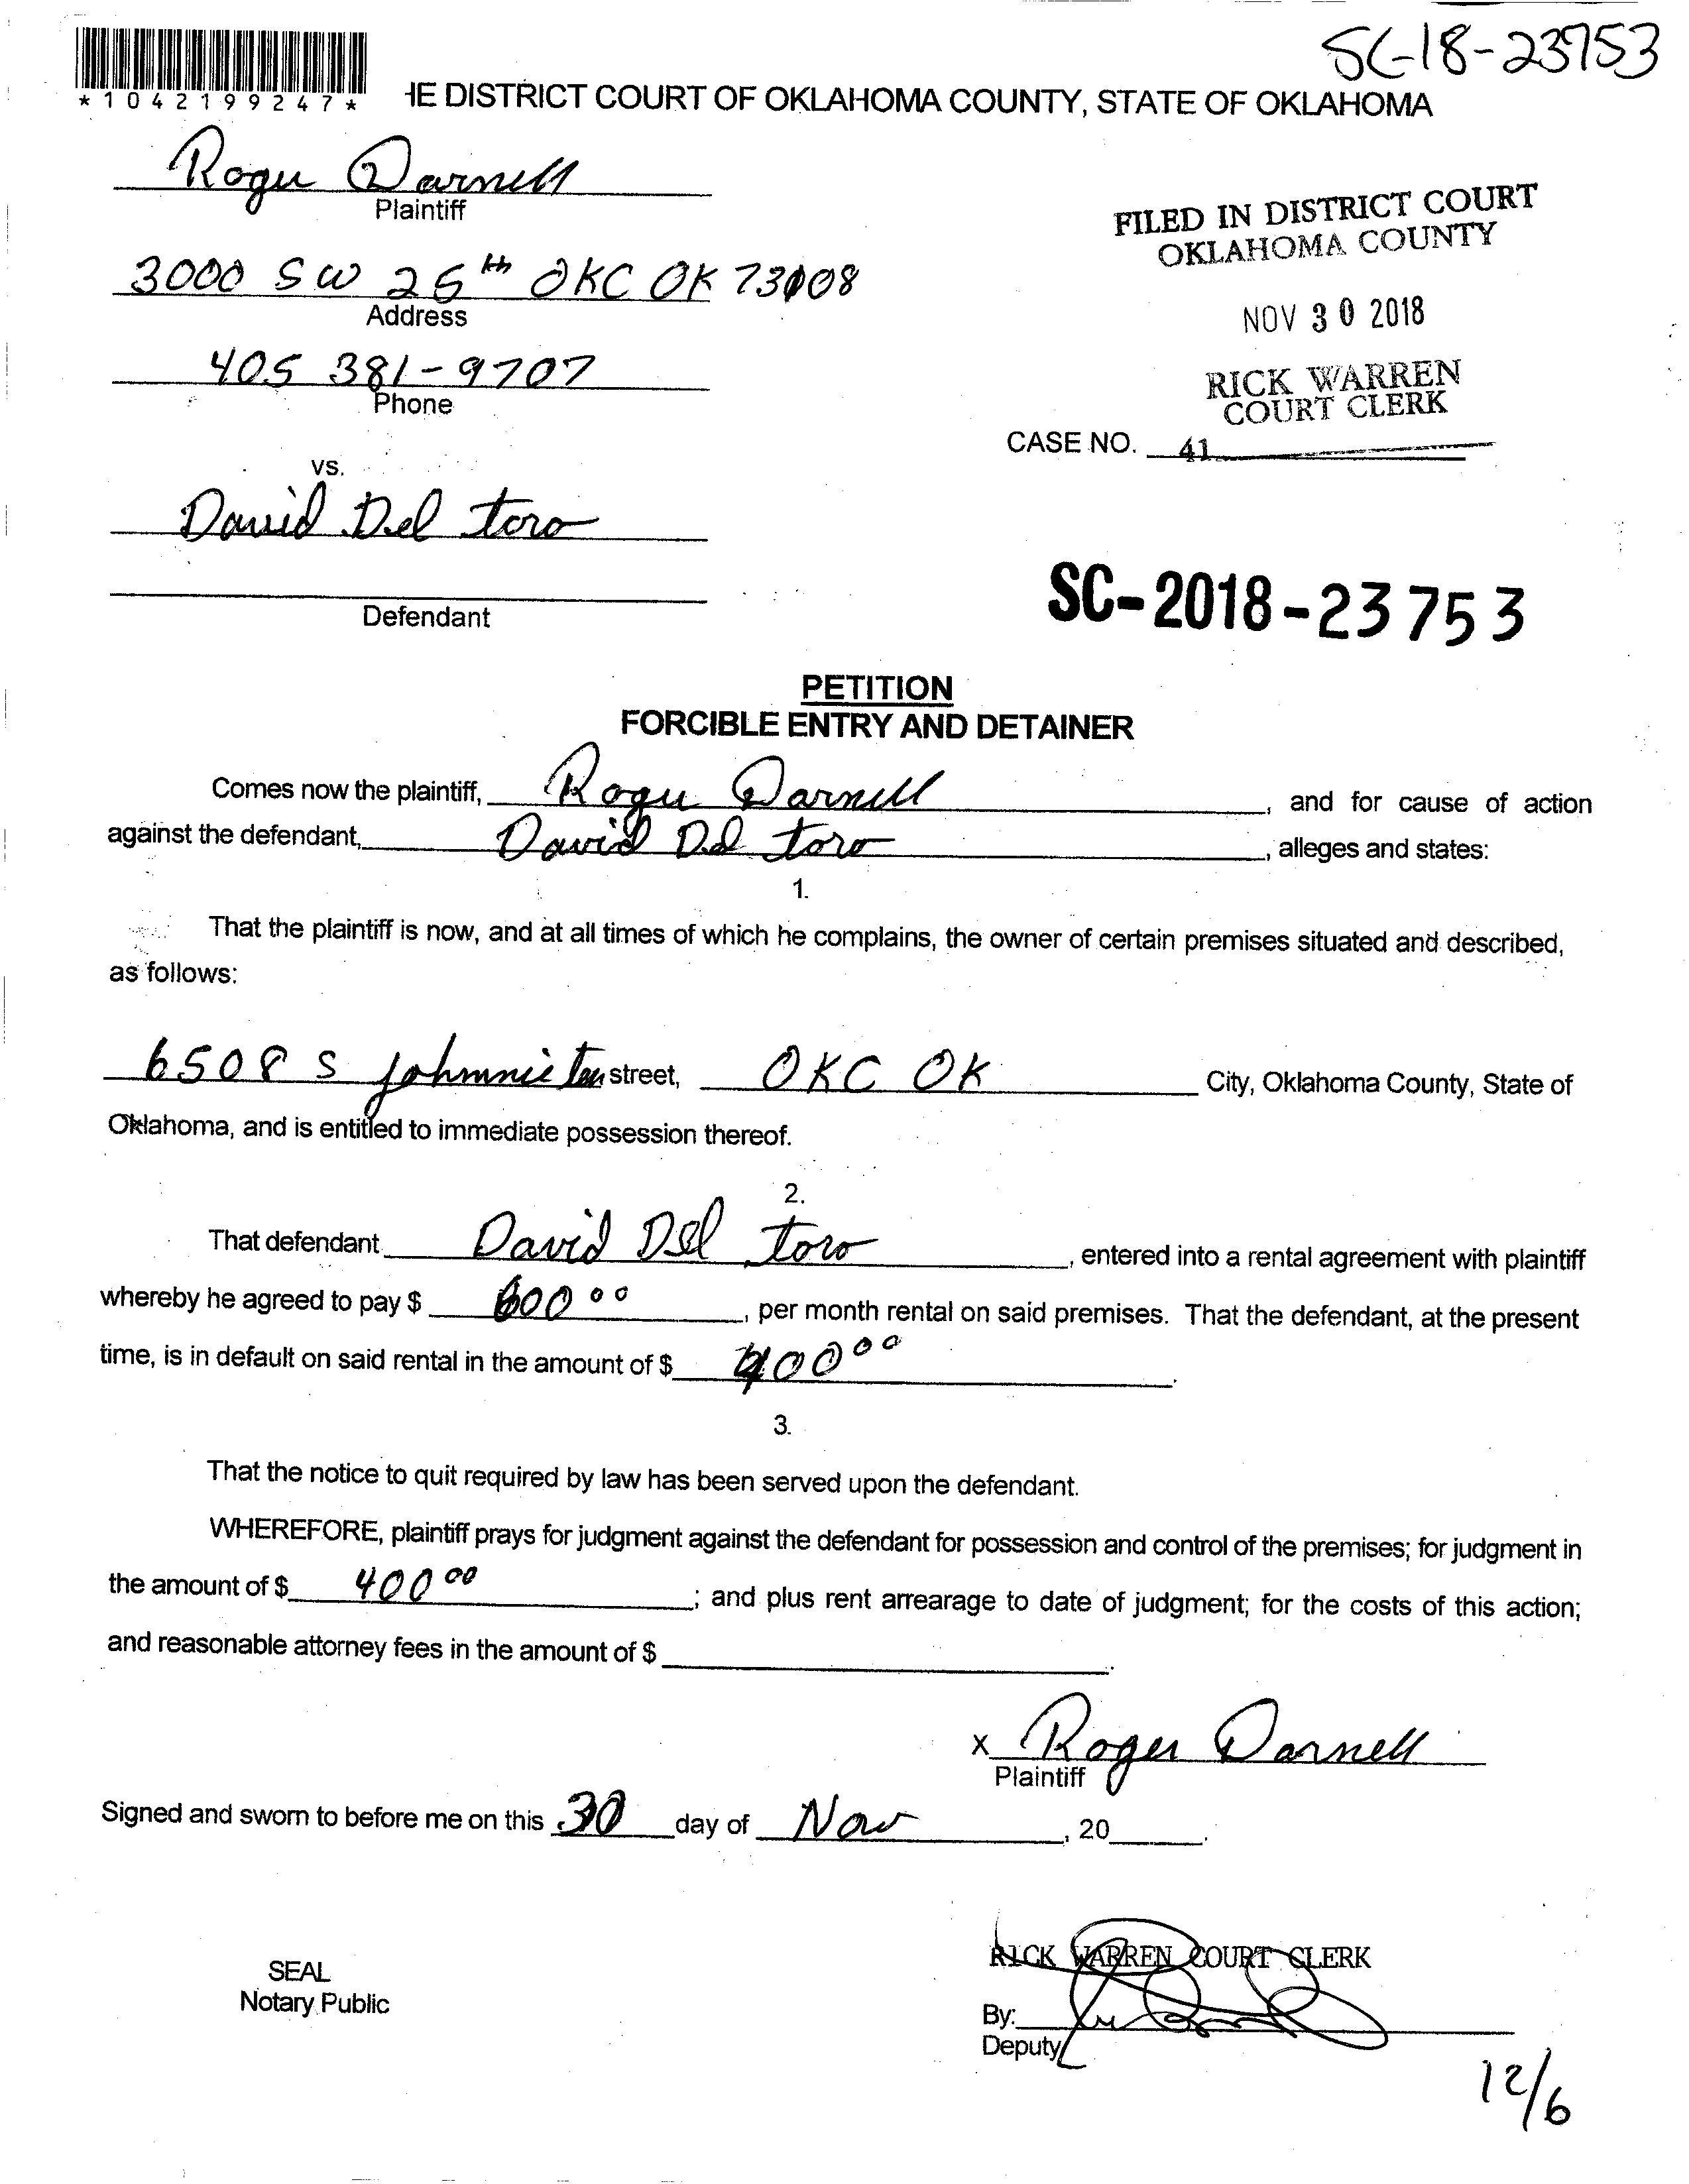 SC-18-23753
*1042199247*
HE DISTRICT COURT OF OKLAHOMA COUNTY, STATE OF OKLAHOMA
Roger Darnell
Plaintiff
FILED IN DISTRICT COURT
OKLAHOMA COUNTY
3000 SW 25th OKC OK 73108
Address
NOV 30 2018
405 381-9707
Phone
RICK WARREN
COURT CLERK
CASE NO. 41
VS.
David Del toro
Defendant
SC-2018-23753
PETITION
FORCIBLE ENTRY AND DETAINER
Comes now the plaintiff, Roger Darnell, and for cause of action
against the defendant, David Del toro, alleges and states:
1.
That the plaintiff is now, and at all times of which he complains, the owner of certain premises situated and described,
as follows:
6508 S Johnnie street, OKC OK City, Oklahoma County, State of
Oklahoma, and is entitled to immediate possession thereof.
2.
That defendant David Del toro, entered into a rental agreement with plaintiff
whereby he agreed to pay $ 600 00, per month rental on said premises. That the defendant, at the present
time, is in default on said rental in the amount of $ 400 00.
3.
That the notice to quit required by law has been served upon the defendant.
WHEREFORE, plaintiff prays for judgment against the defendant for possession and control of the premises; for judgment in
the amount of $ 400 00; and plus rent arrearage to date of judgment; for the costs of this action;
and reasonable attorney fees in the amount of $.
X Roger Darnell
Plaintiff
Signed and sworn to before me on this 30 day of Nov, 20.
RICK WARREN COURT CLERK
SEAL
Notary Public
By:
Deputy
12/6